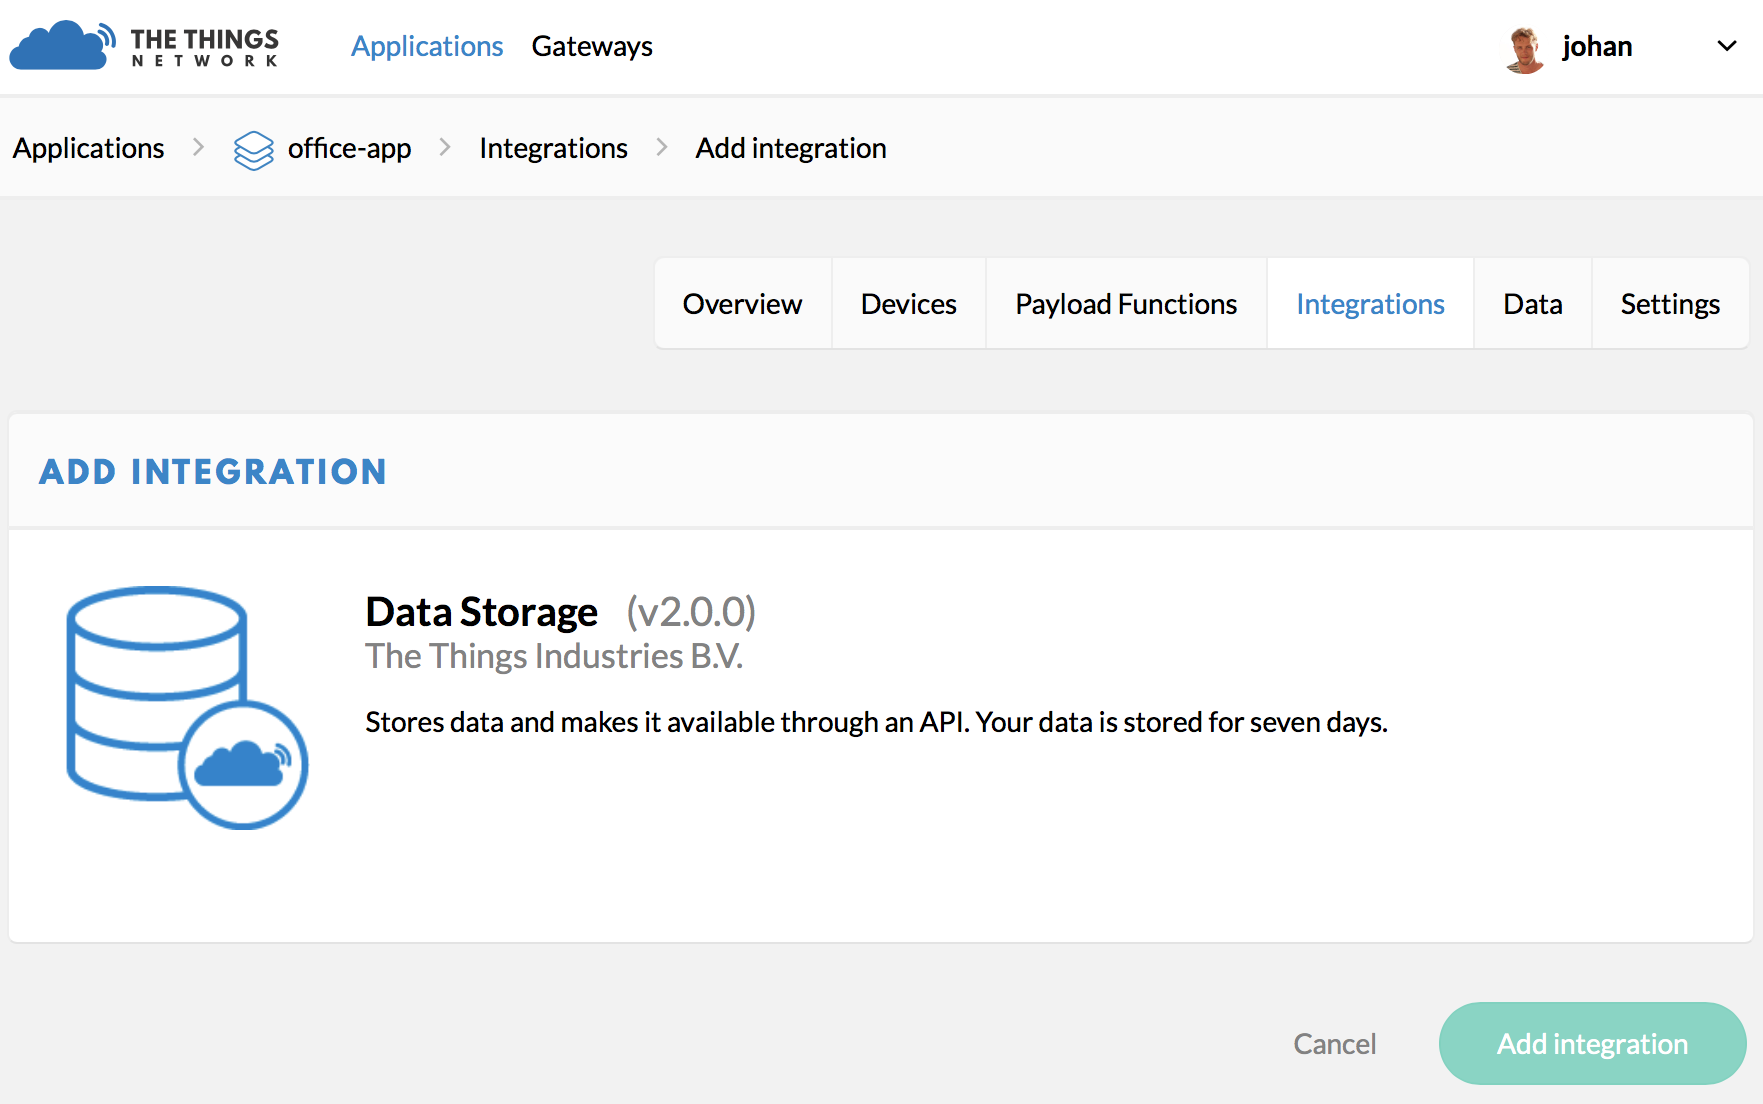 THE THINGS
NETWORK
Applications Gateways
johan
Applications office-app Integrations Add integration
Overview Devices Payload Functions Integrations Data Settings
ADD INTEGRATION
Data Storage (v2.0.0)
The Things Industries B.V.
Stores data and makes it available through an API. Your data is stored for seven days.
Cancel Add integration